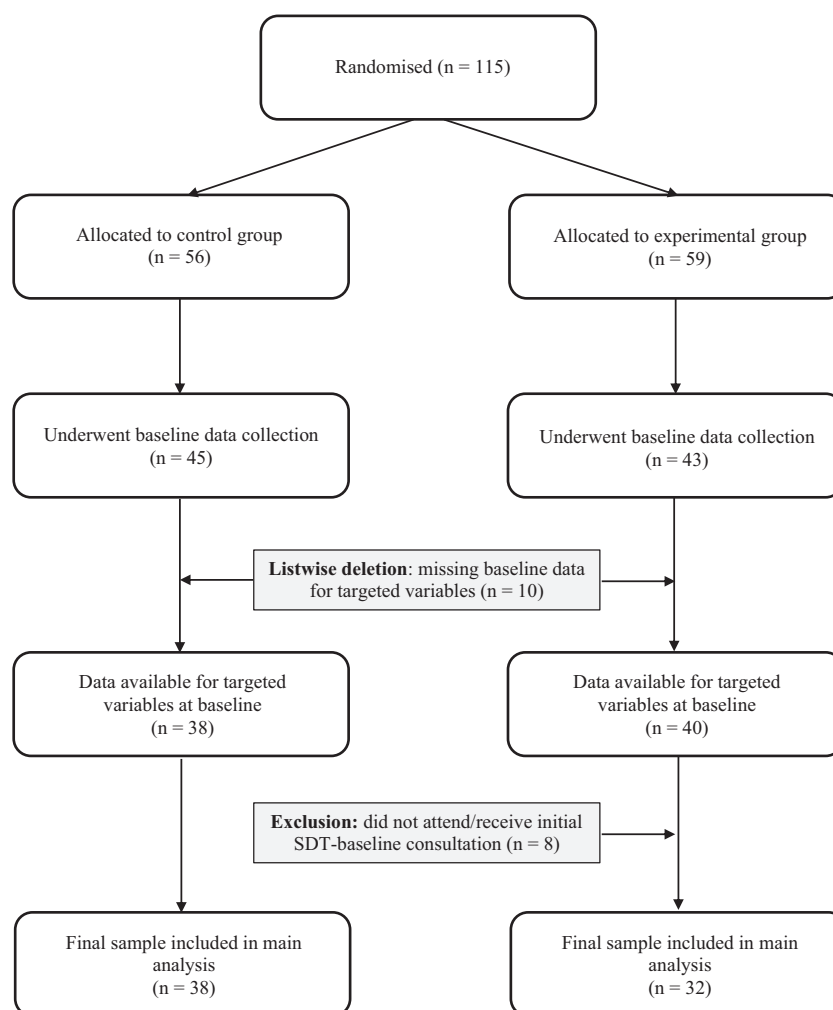 Randomised (n = 115)
Allocated to control group
(n = 56)
Allocated to experimental group
(n = 59)
Underwent baseline data collection
(n = 45)
Underwent baseline data collection
(n = 43)
Listwise deletion: missing baseline data
for targeted variables (n = 10)
Data available for targeted
variables at baseline
(n = 38)
Data available for targeted
variables at baseline
(n = 40)
Exclusion: did not attend/receive initial
SDT-baseline consultation (n = 8)
Final sample included in main
analysis
(n = 38)
Final sample included in main
analysis
(n = 32)